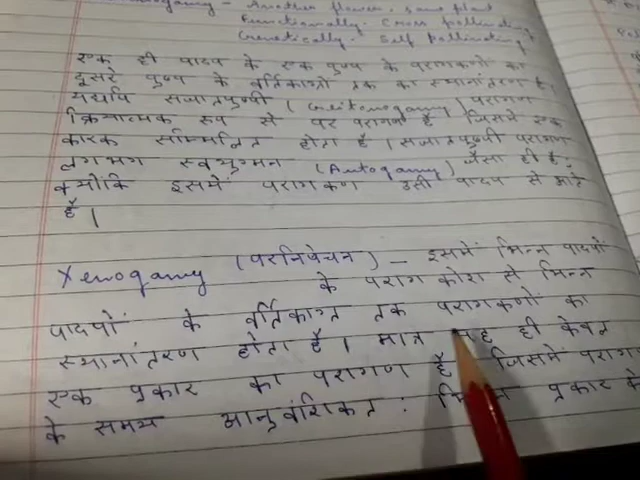 - Another flower, same plant
Functionally Cross pollinating
Genetically Self pollinating
एक ही पादप के एक पुष्प के परागकणों का
दूसरे पुष्प के वर्तिकाग्रों तक का स्थानांतरण है।
यद्यपि सजातपुष्पी (Geitenogamy) परागण
क्रियात्मक रूप से पर परागण है जिसमें एक
कारक सम्मिलित होता है। सजातपुष्पी परागण
लगभग स्वयुग्मन (Autogamy) जैसा ही है;
क्योंकि इसमें परागकण उसी पादप से आते
हैं।
Xenogamy (परनिषेचन) - इसमें भिन्न पादपों
के पराग कोश से भिन्न
पादपों के वर्तिकाग्र तक परागकणों का
स्थानांतरण होता है। मात्र यह ही केवल
एक प्रकार का परागण है जिसमें पराग
के समय आनुवंशिकत: प्रकार के